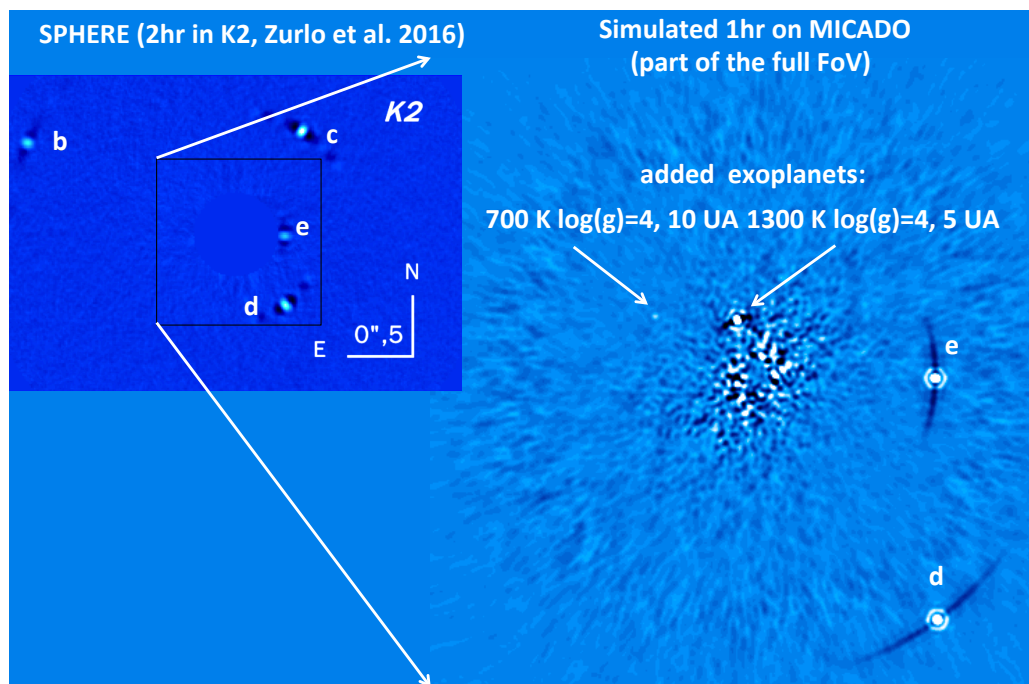 SPHERE (2hr in K2, Zurlo et al. 2016)
Simulated 1hr on MICADO
(part of the full FoV)
K2
b
c
e
d
N
E
0",5
added exoplanets:
700 K log(g)=4, 10 UA 1300 K log(g)=4, 5 UA
e
d